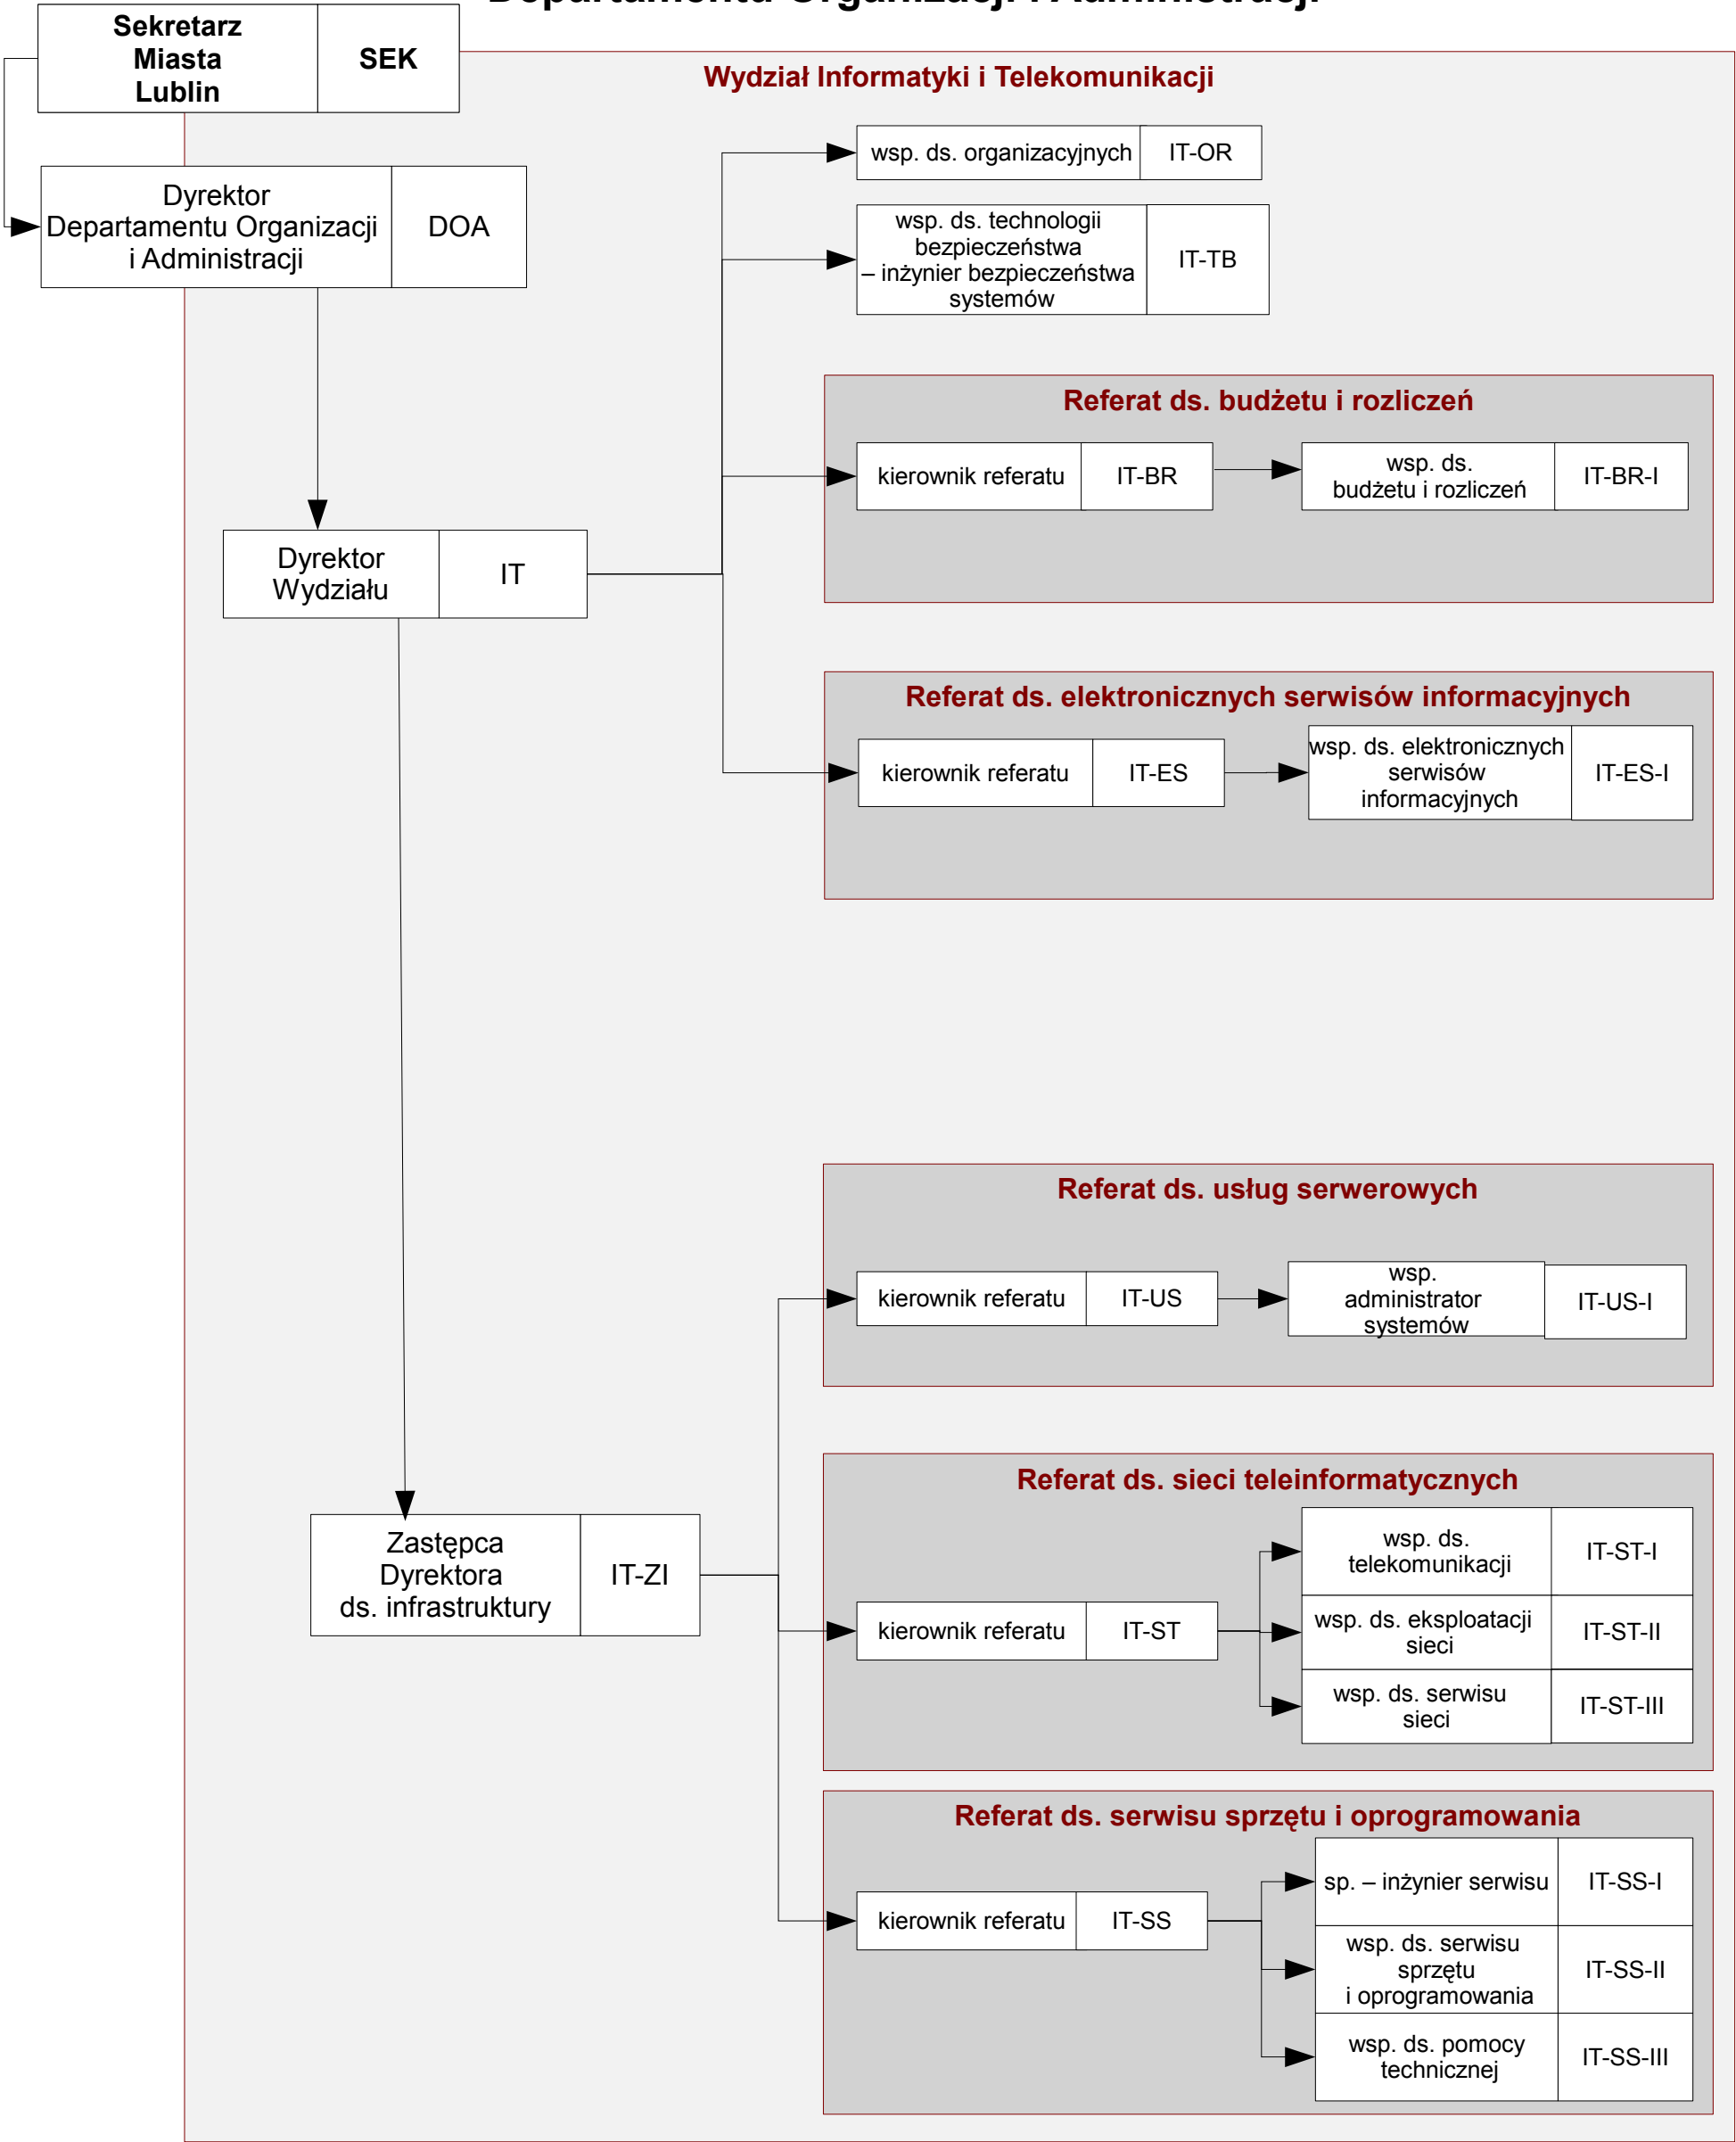 Departamentu Organizacji i Administracji
Sekretarz
Miasta
Lublin
SEK
Wydział Informatyki i Telekomunikacji
Dyrektor
Departamentu Organizacji
i Administracji
DOA
wsp. ds. organizacyjnych
IT-OR
wsp. ds. technologii
bezpieczeństwa
– inżynier bezpieczeństwa
systemów
IT-TB
Referat ds. budżetu i rozliczeń
kierownik referatu
IT-BR
wsp. ds.
budżetu i rozliczeń
IT-BR-I
Dyrektor
Wydziału
IT
Referat ds. elektronicznych serwisów informacyjnych
kierownik referatu
IT-ES
wsp. ds. elektronicznych
serwisów
informacyjnych
IT-ES-I
Referat ds. usług serwerowych
kierownik referatu
IT-US
wsp.
administrator
systemów
IT-US-I
Zastępca
Dyrektora
ds. infrastruktury
IT-ZI
Referat ds. sieci teleinformatycznych
kierownik referatu
IT-ST
wsp. ds.
telekomunikacji
IT-ST-I
wsp. ds. eksploatacji
sieci
IT-ST-II
wsp. ds. serwisu
sieci
IT-ST-III
Referat ds. serwisu sprzętu i oprogramowania
kierownik referatu
IT-SS
sp. – inżynier serwisu
IT-SS-I
wsp. ds. serwisu
sprzętu
i oprogramowania
IT-SS-II
wsp. ds. pomocy
technicznej
IT-SS-III